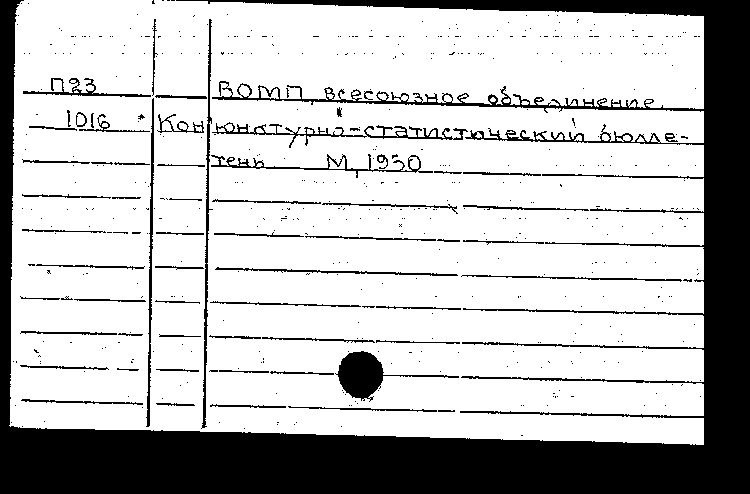 П23 ВОМП, всесоюзное объединение.
1016 Конъюнктурно-статистический бюлле-
тень М, 1930